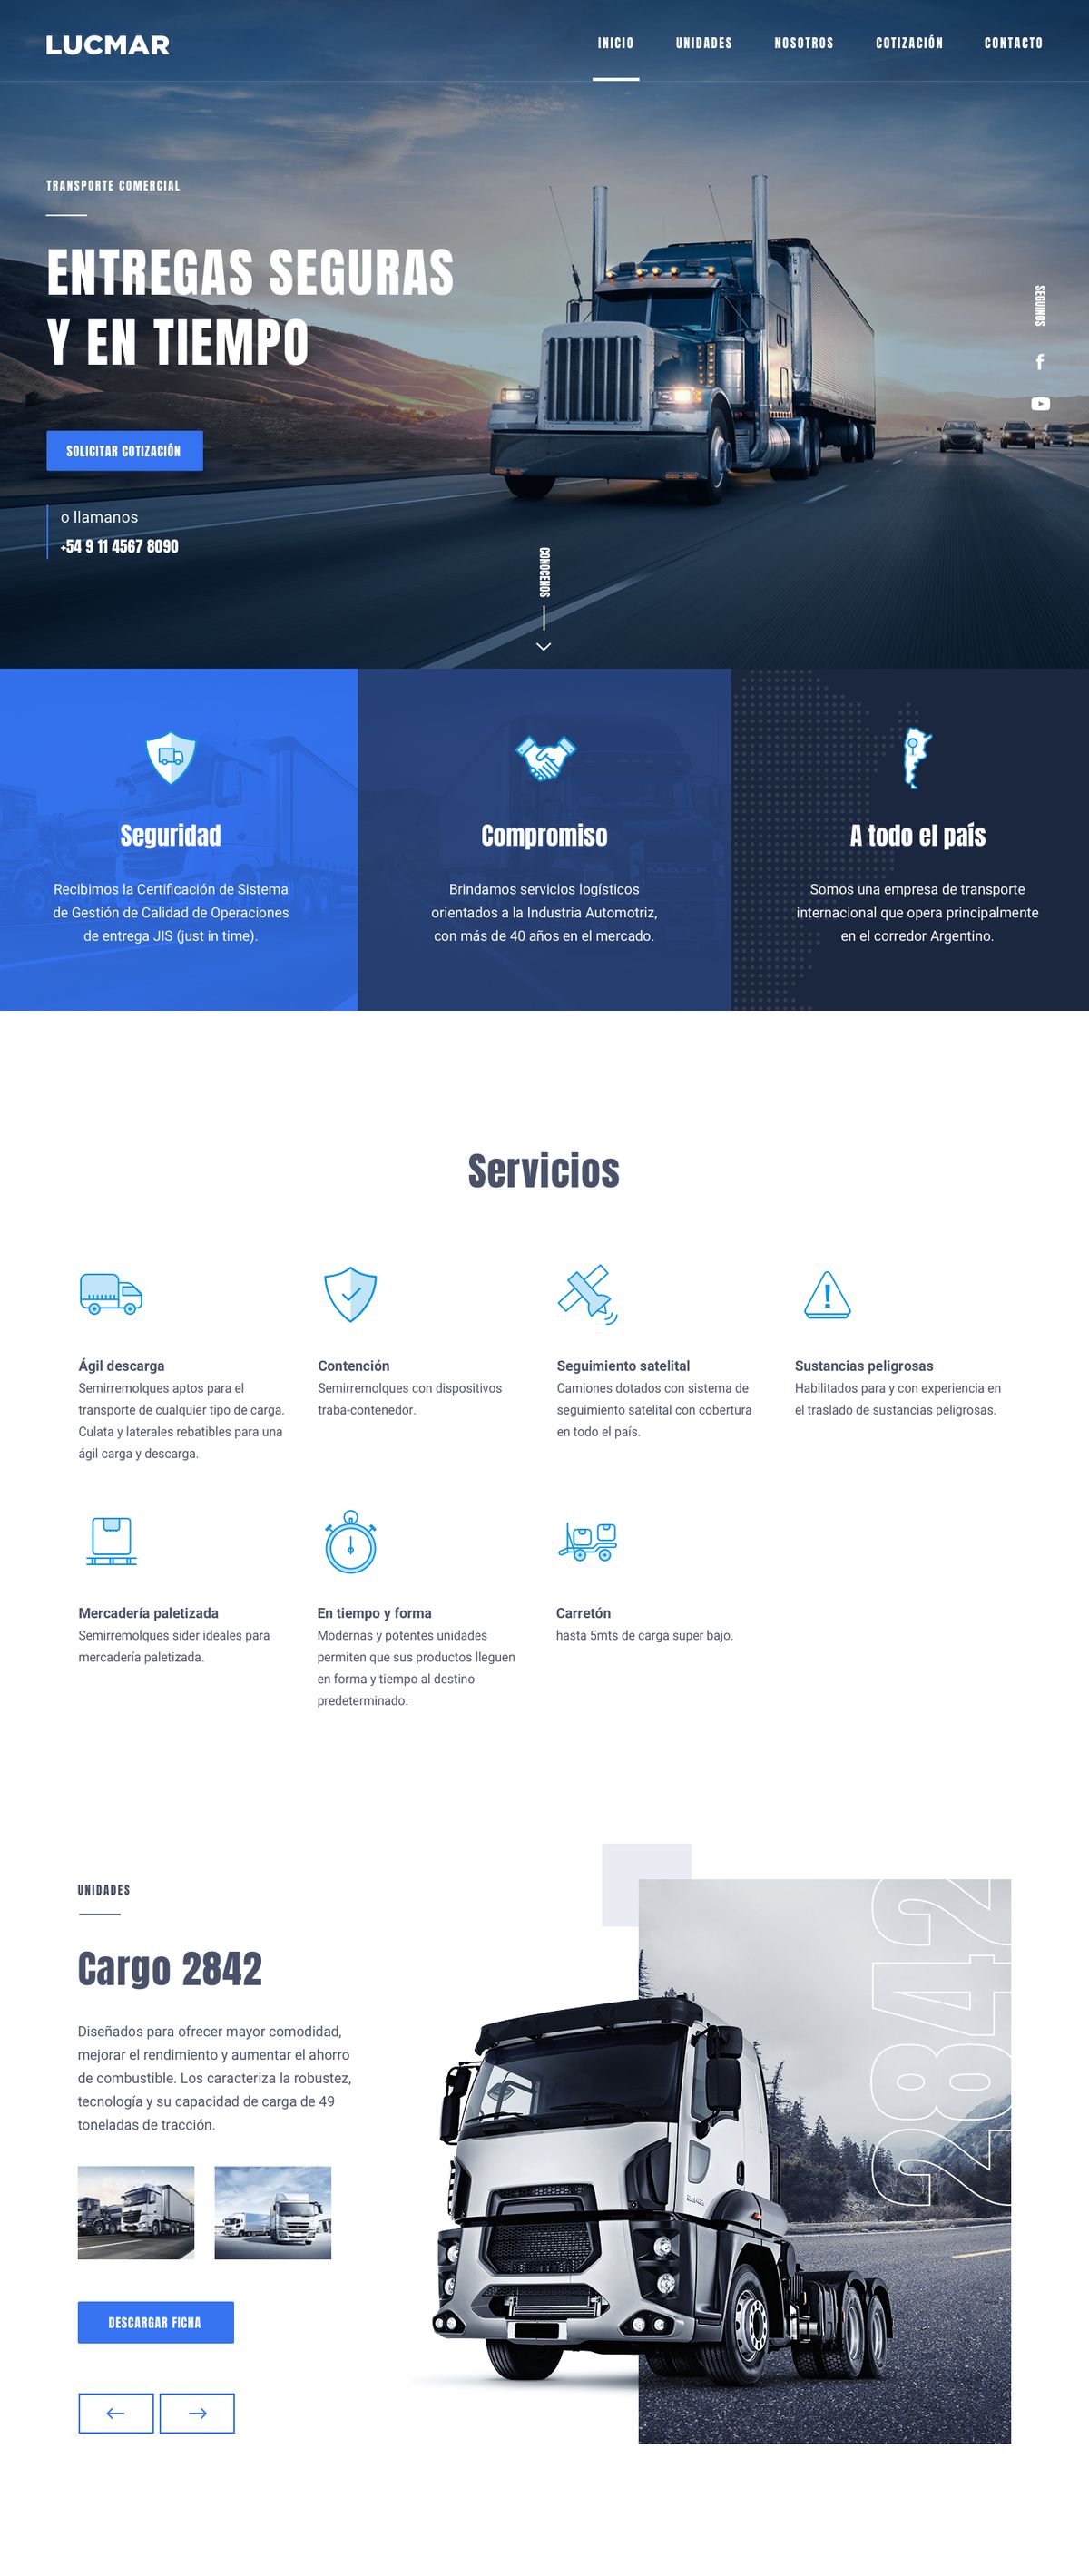 LUCMAR
INICIO
UNIDADES
NOSOTROS
COTIZACIÓN
CONTACTO
TRANSPORTE COMERCIAL
ENTREGAS SEGURAS
Y EN TIEMPO
SEGUINOS
SOLICITAR COTIZACIÓN
o llamanos
+54 9 11 4567 8090
CONOCENOS
Seguridad
Recibimos la Certificación de Sistema
de Gestión de Calidad de Operaciones
de entrega JIS (just in time).
Compromiso
Brindamos servicios logísticos
orientados a la Industria Automotriz,
con más de 40 años en el mercado.
A todo el país
Somos una empresa de transporte
internacional que opera principalmente
en el corredor Argentino.
Servicios
Ágil descarga
Semirremolques aptos para el
transporte de cualquier tipo de carga.
Culata y laterales rebatibles para una
ágil carga y descarga.
Contención
Semirremolques con dispositivos
traba-contenedor.
Seguimiento satelital
Camiones dotados con sistema de
seguimiento satelital con cobertura
en todo el país.
Sustancias peligrosas
Habilitados para y con experiencia en
el traslado de sustancias peligrosas.
Mercadería paletizada
Semirremolques sider ideales para
mercadería paletizada.
En tiempo y forma
Modernas y potentes unidades
permiten que sus productos lleguen
en forma y tiempo al destino
predeterminado.
Carretón
hasta 5mts de carga super bajo.
UNIDADES
Cargo 2842
Diseñados para ofrecer mayor comodidad,
mejorar el rendimiento y aumentar el ahorro
de combustible. Los caracteriza la robustez,
tecnología y su capacidad de carga de 49
toneladas de tracción.
DESCARGAR FICHA
2842